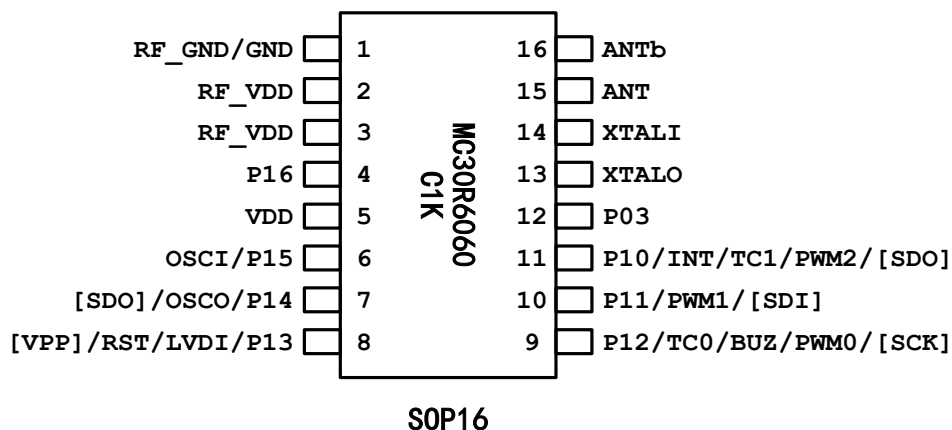 RF_GND/GND 1 16 ANTb
RF_VDD 2 15 ANT
RF_VDD 3 14 XTALI
P16 4 13 XTALO
VDD 5 12 P03
OSCI/P15 6 11 P10/INT/TC1/PWM2/[SDO]
[SDO]/OSCO/P14 7 10 P11/PWM1/[SDI]
[VPP]/RST/LVDI/P13 8 9 P12/TC0/BUZ/PWM0/[SCK]
MC30R6060
C1K
SOP16